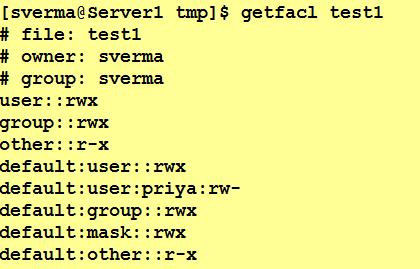 [sverma@Server1 tmp]$ getfacl test1
# file: test1
# owner: sverma
# group: sverma
user::rwx
group::rwx
other::r-x
default:user::rwx
default:user:priya:rw-
default:group::rwx
default:mask::rwx
default:other::r-x